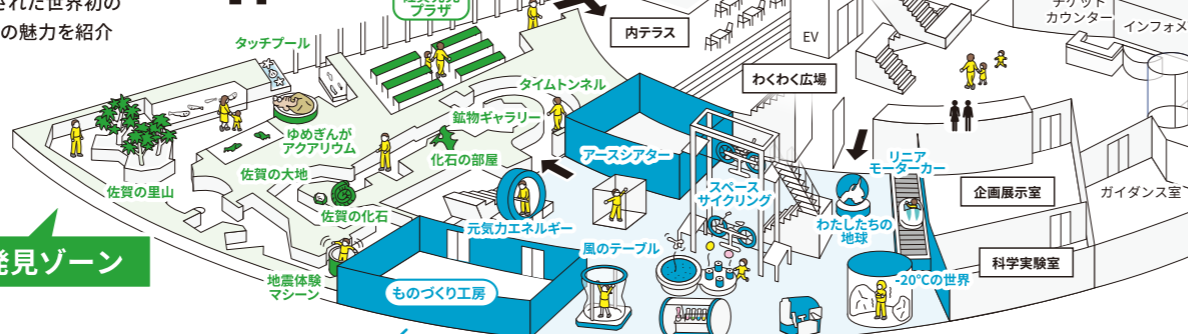 された世界初の
の魅力を紹介
プラザ
チケット
カウンター
インフォメ
内テラス
EV
タッチプール
わくわく広場
タイムトンネル
鉱物ギャラリー
ゆめぎんが
アクアリウム
化石の部屋
アースシアター
リニア
モーターカー
佐賀の大地
佐賀の里山
スペース
サイクリング
企画展示室
ガイダンス室
佐賀の化石
元気力エネルギー
わたしたちの
地球
風のテーブル
発見ゾーン
科学実験室
地震体験
マシーン
ものづくり工房
-20℃の世界